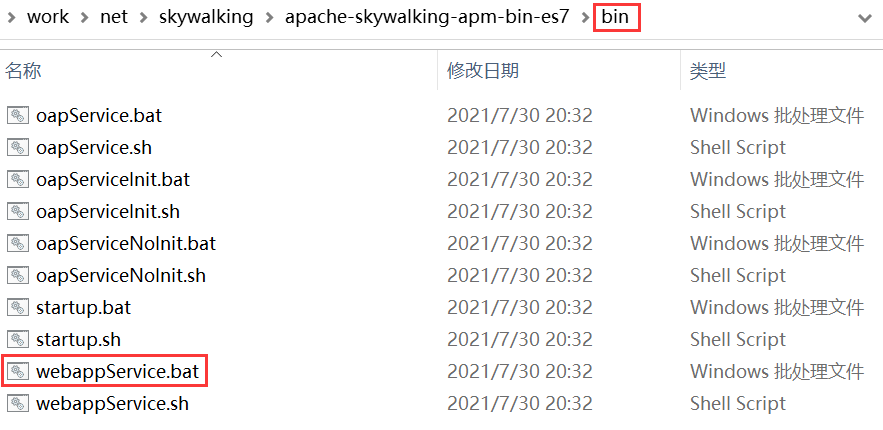 work > net > skywalking > apache-skywalking-apm-bin-es7 > bin
名称 修改日期 类型
oapService.bat 2021/7/30 20:32 Windows 批处理文件
oapService.sh 2021/7/30 20:32 Shell Script
oapServiceInit.bat 2021/7/30 20:32 Windows 批处理文件
oapServiceInit.sh 2021/7/30 20:32 Shell Script
oapServiceNoInit.bat 2021/7/30 20:32 Windows 批处理文件
oapServiceNoInit.sh 2021/7/30 20:32 Shell Script
startup.bat 2021/7/30 20:32 Windows 批处理文件
startup.sh 2021/7/30 20:32 Shell Script
webappService.bat 2021/7/30 20:32 Windows 批处理文件
webappService.sh 2021/7/30 20:32 Shell Script